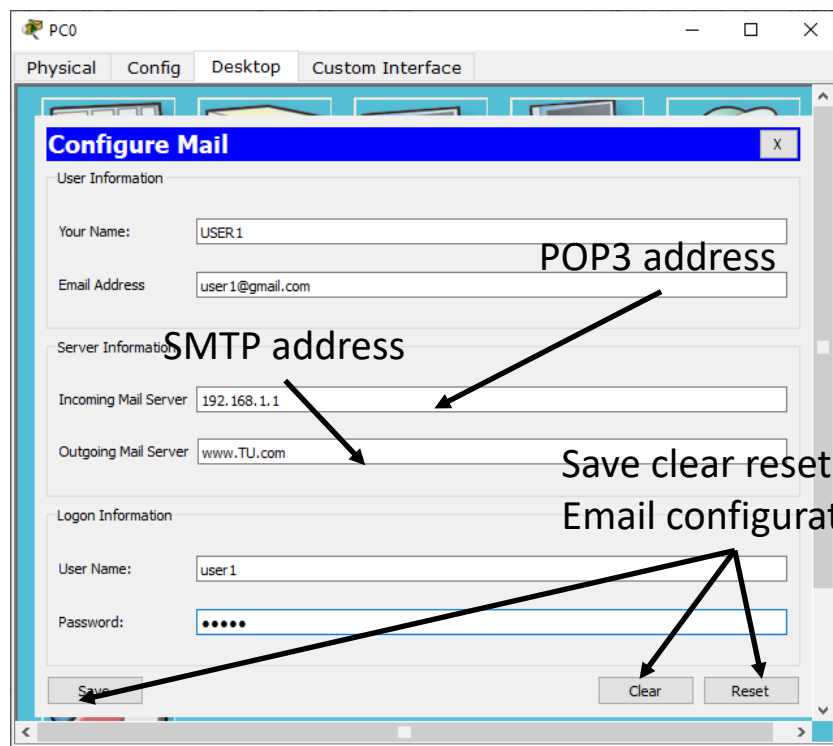 PC0
Physical Config Desktop Custom Interface
Configure Mail X
User Information
Your Name: USER1
POP3 address
Email Address user1@gmail.com
Server Information
SMTP address
Incoming Mail Server 192.168.1.1
Outgoing Mail Server www.TU.com
Save clear reset
Email configurat
Logon Information
User Name: user1
Password: •••••
Save Clear Reset